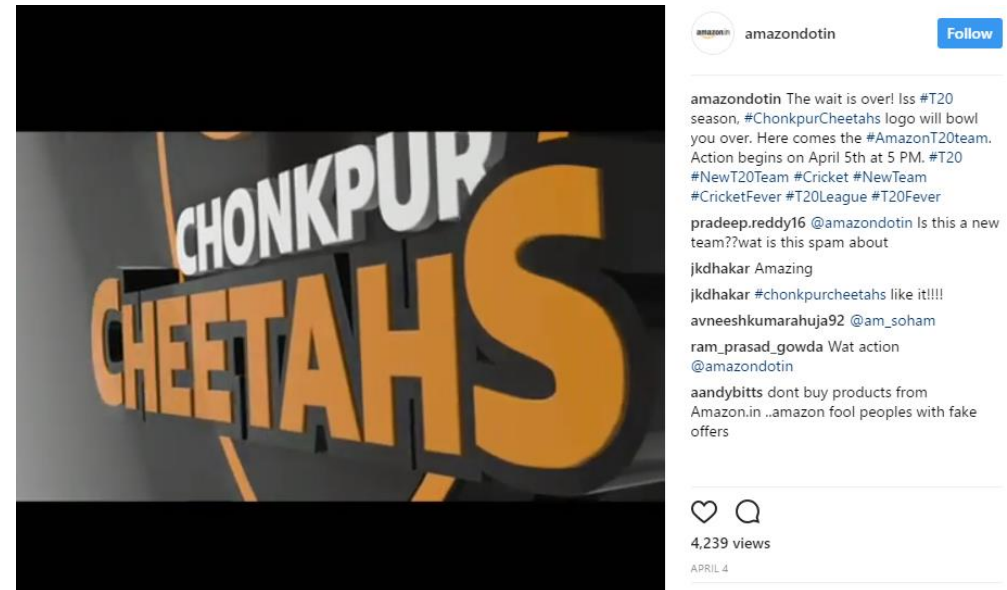 CHONKPUR
CHEETAHS
amazon.in
amazondotin
Follow
amazondotin The wait is over! Iss #T20
season, #ChonkpurCheetahs logo will bowl
you over. Here comes the #AmazonT20team.
Action begins on April 5th at 5 PM. #T20
#NewT20Team #Cricket #NewTeam
#CricketFever #T20League #T20Fever
pradeep.reddy16 @amazondotin Is this a new
team??wat is this spam about
jkdhakar Amazing
jkdhakar #chonkpurcheetahs like it!!!!
avneeshkumarahuja92 @am_soham
ram_prasad_gowda Wat action
@amazondotin
aandybitts dont buy products from
Amazon.in ..amazon fool peoples with fake
offers
4,239 views
APRIL 4